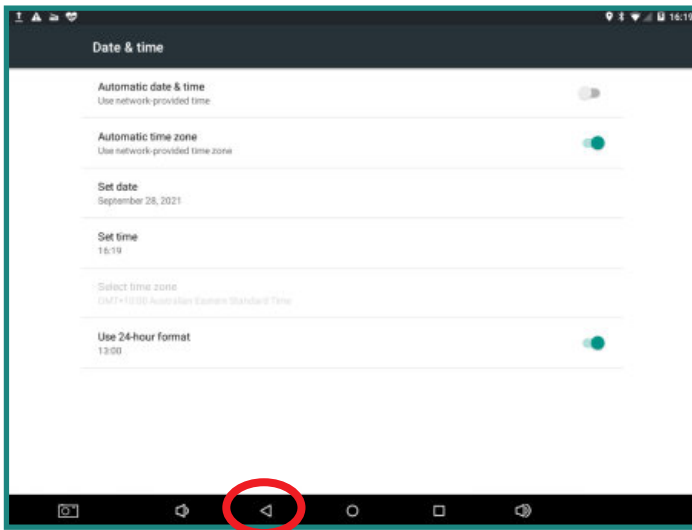 16:19
Date & time
Automatic date & time
Use network-provided time
Automatic time zone
Use network-provided time zone
Set date
September 28, 2021
Set time
16:19
Select time zone
GMT+10:00 Australian Eastern Standard Time
Use 24-hour format
13:00